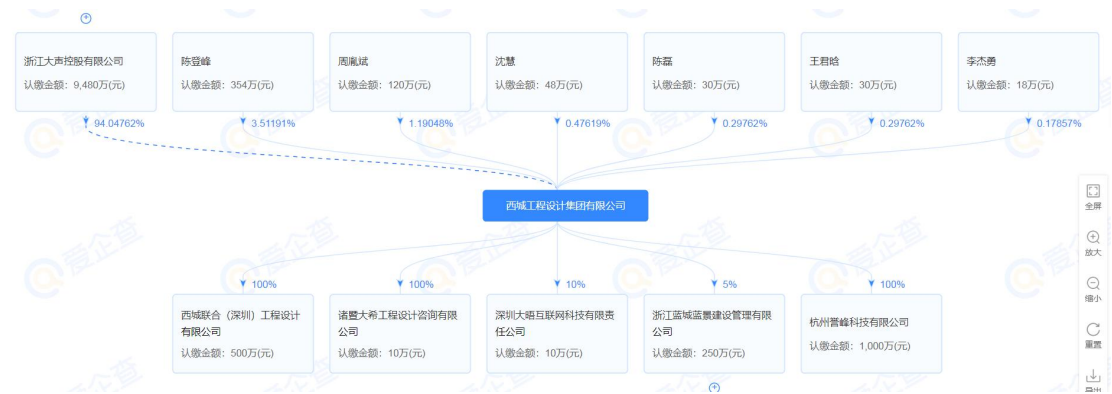 浙江大声控股有限公司
认缴金额：9,480万(元)
陈登峰
认缴金额：354万(元)
周胤斌
认缴金额：120万(元)
沈慧
认缴金额：48万(元)
陈磊
认缴金额：30万(元)
王君晗
认缴金额：30万(元)
李杰勇
认缴金额：18万(元)
94.04762%
3.51191%
1.19048%
0.47619%
0.29762%
0.29762%
0.17857%
西城工程设计集团有限公司
100%
100%
10%
5%
100%
西城联合（深圳）工程设计
有限公司
认缴金额：500万(元)
诸暨大希工程设计咨询有限
公司
认缴金额：10万(元)
深圳大晤互联网科技有限责
任公司
认缴金额：10万(元)
浙江蓝城蓝景建设管理有限
公司
认缴金额：250万(元)
杭州誉峰科技有限公司
认缴金额：1,000万(元)
全屏
放大
缩小
重置
爱企查
爱企查
爱企查
爱企查